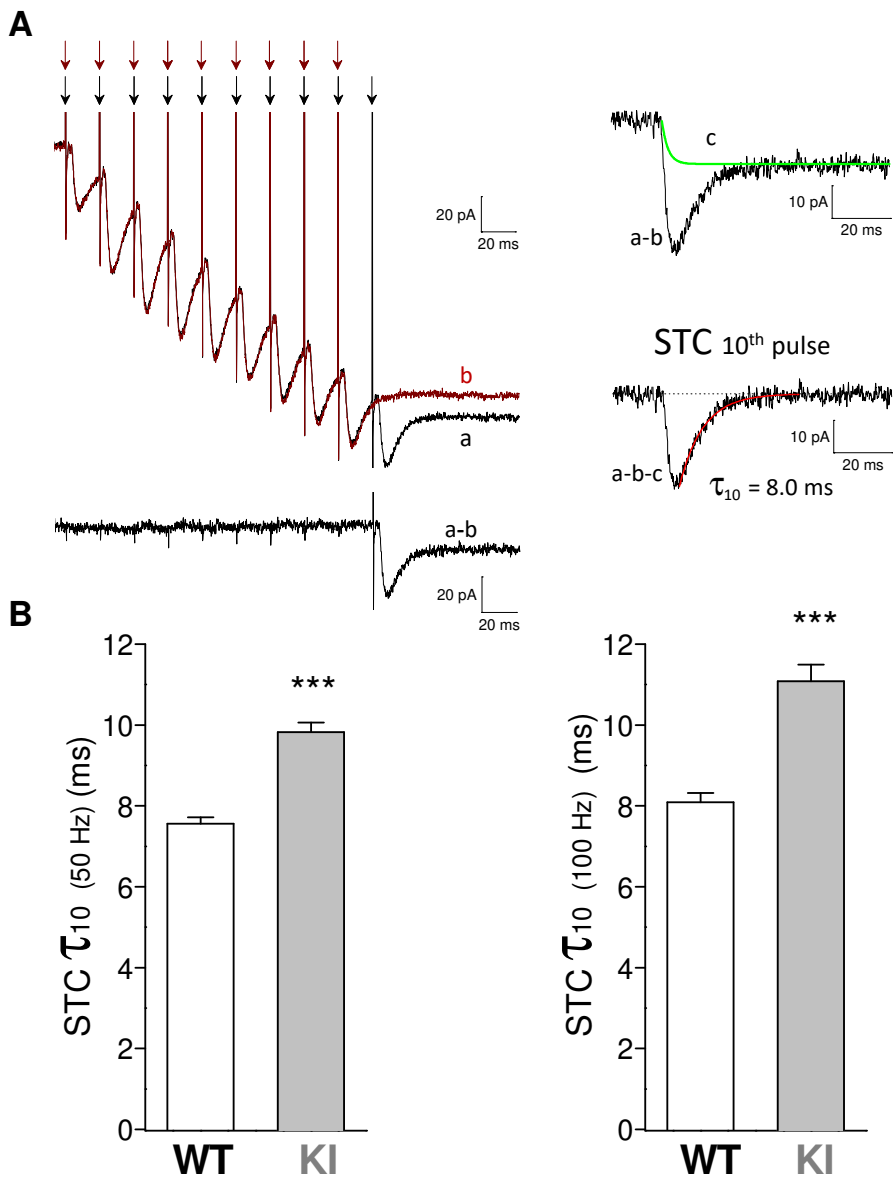 A
20 pA
20 ms
b
a
a-b
20 pA
20 ms
c
a-b
10 pA
20 ms
STC 10th pulse
a-b-c
10 pA
20 ms
τ10 = 8.0 ms
B
STC τ10 (50 Hz) (ms)
12
10
8
6
4
2
0
***
WT
KI
STC τ10 (100 Hz) (ms)
12
10
8
6
4
2
0
***
WT
KI